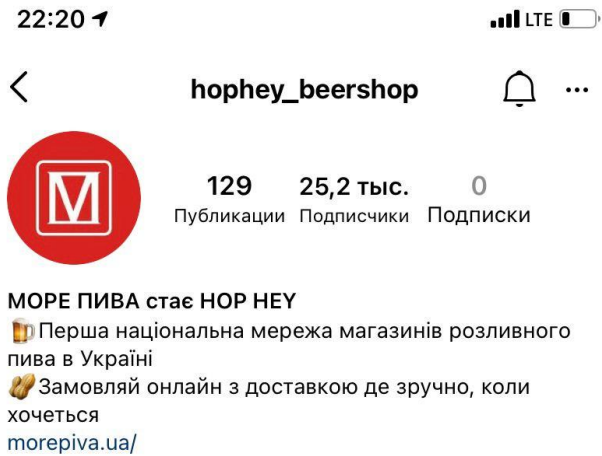 22:20 LTE
hophey_beershop
129 25,2 тыс. 0
Публикации Подписчики Подписки
МОРЕ ПИВА стає HOP HEY
🍺Перша національна мережа магазинів розливного
пива в Україні
🥜Замовляй онлайн з доставкою де зручно, коли
хочеться
morepiva.ua/